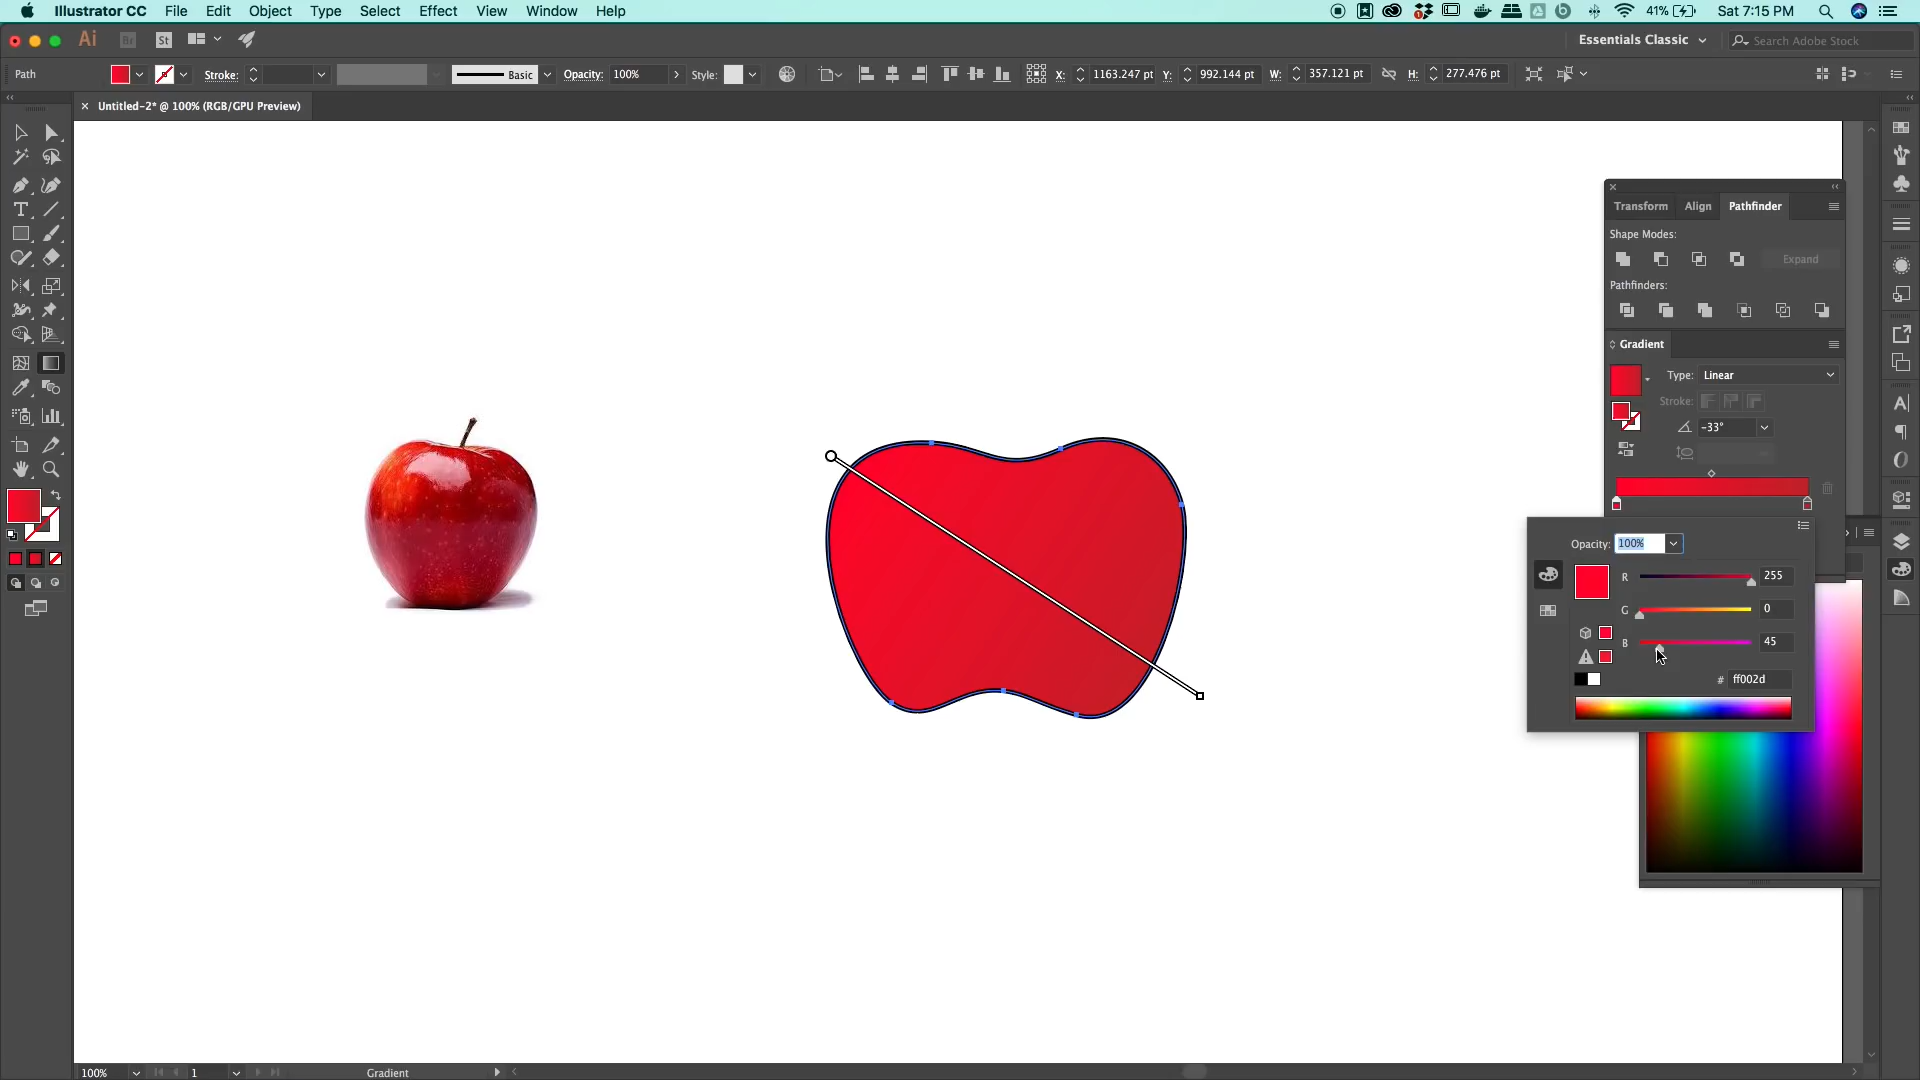 Illustrator CC File Edit Object Type Select Effect View Window Help 41% Sat 7:15 PM
Ai Br St Essentials Classic Search Adobe Stock
Path Stroke: Basic Opacity: 100% Style: X: 1163.247 pt Y: 992.144 pt W: 357.121 pt H: 277.476 pt
× Untitled-2* @ 100% (RGB/GPU Preview)
Transform Align Pathfinder
Shape Modes:
Expand
Pathfinders:
Gradient
Type: Linear
Stroke:
-33°
Opacity: 100%
R 255
G 0
B 45
# ff002d
100% 1 Gradient